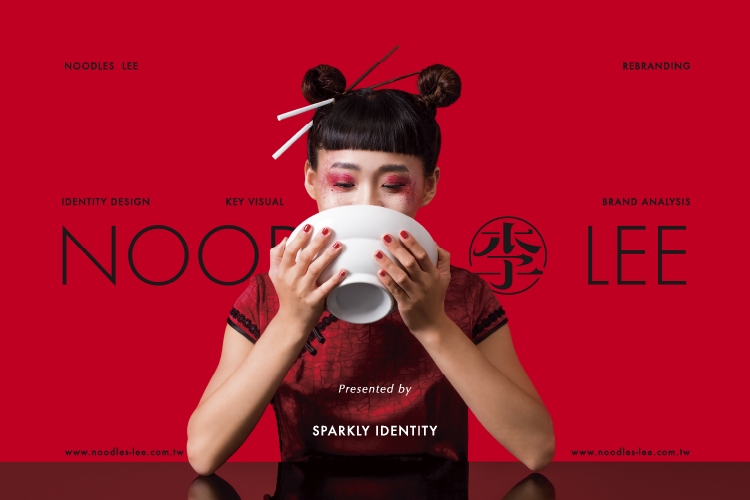 NOODLES LEE
REBRANDING
IDENTITY DESIGN
KEY VISUAL
BRAND ANALYSIS
李 LEE
Presented by
SPARKLY IDENTITY
www.noodles-lee.com.tw
www.noodles-lee.com.tw